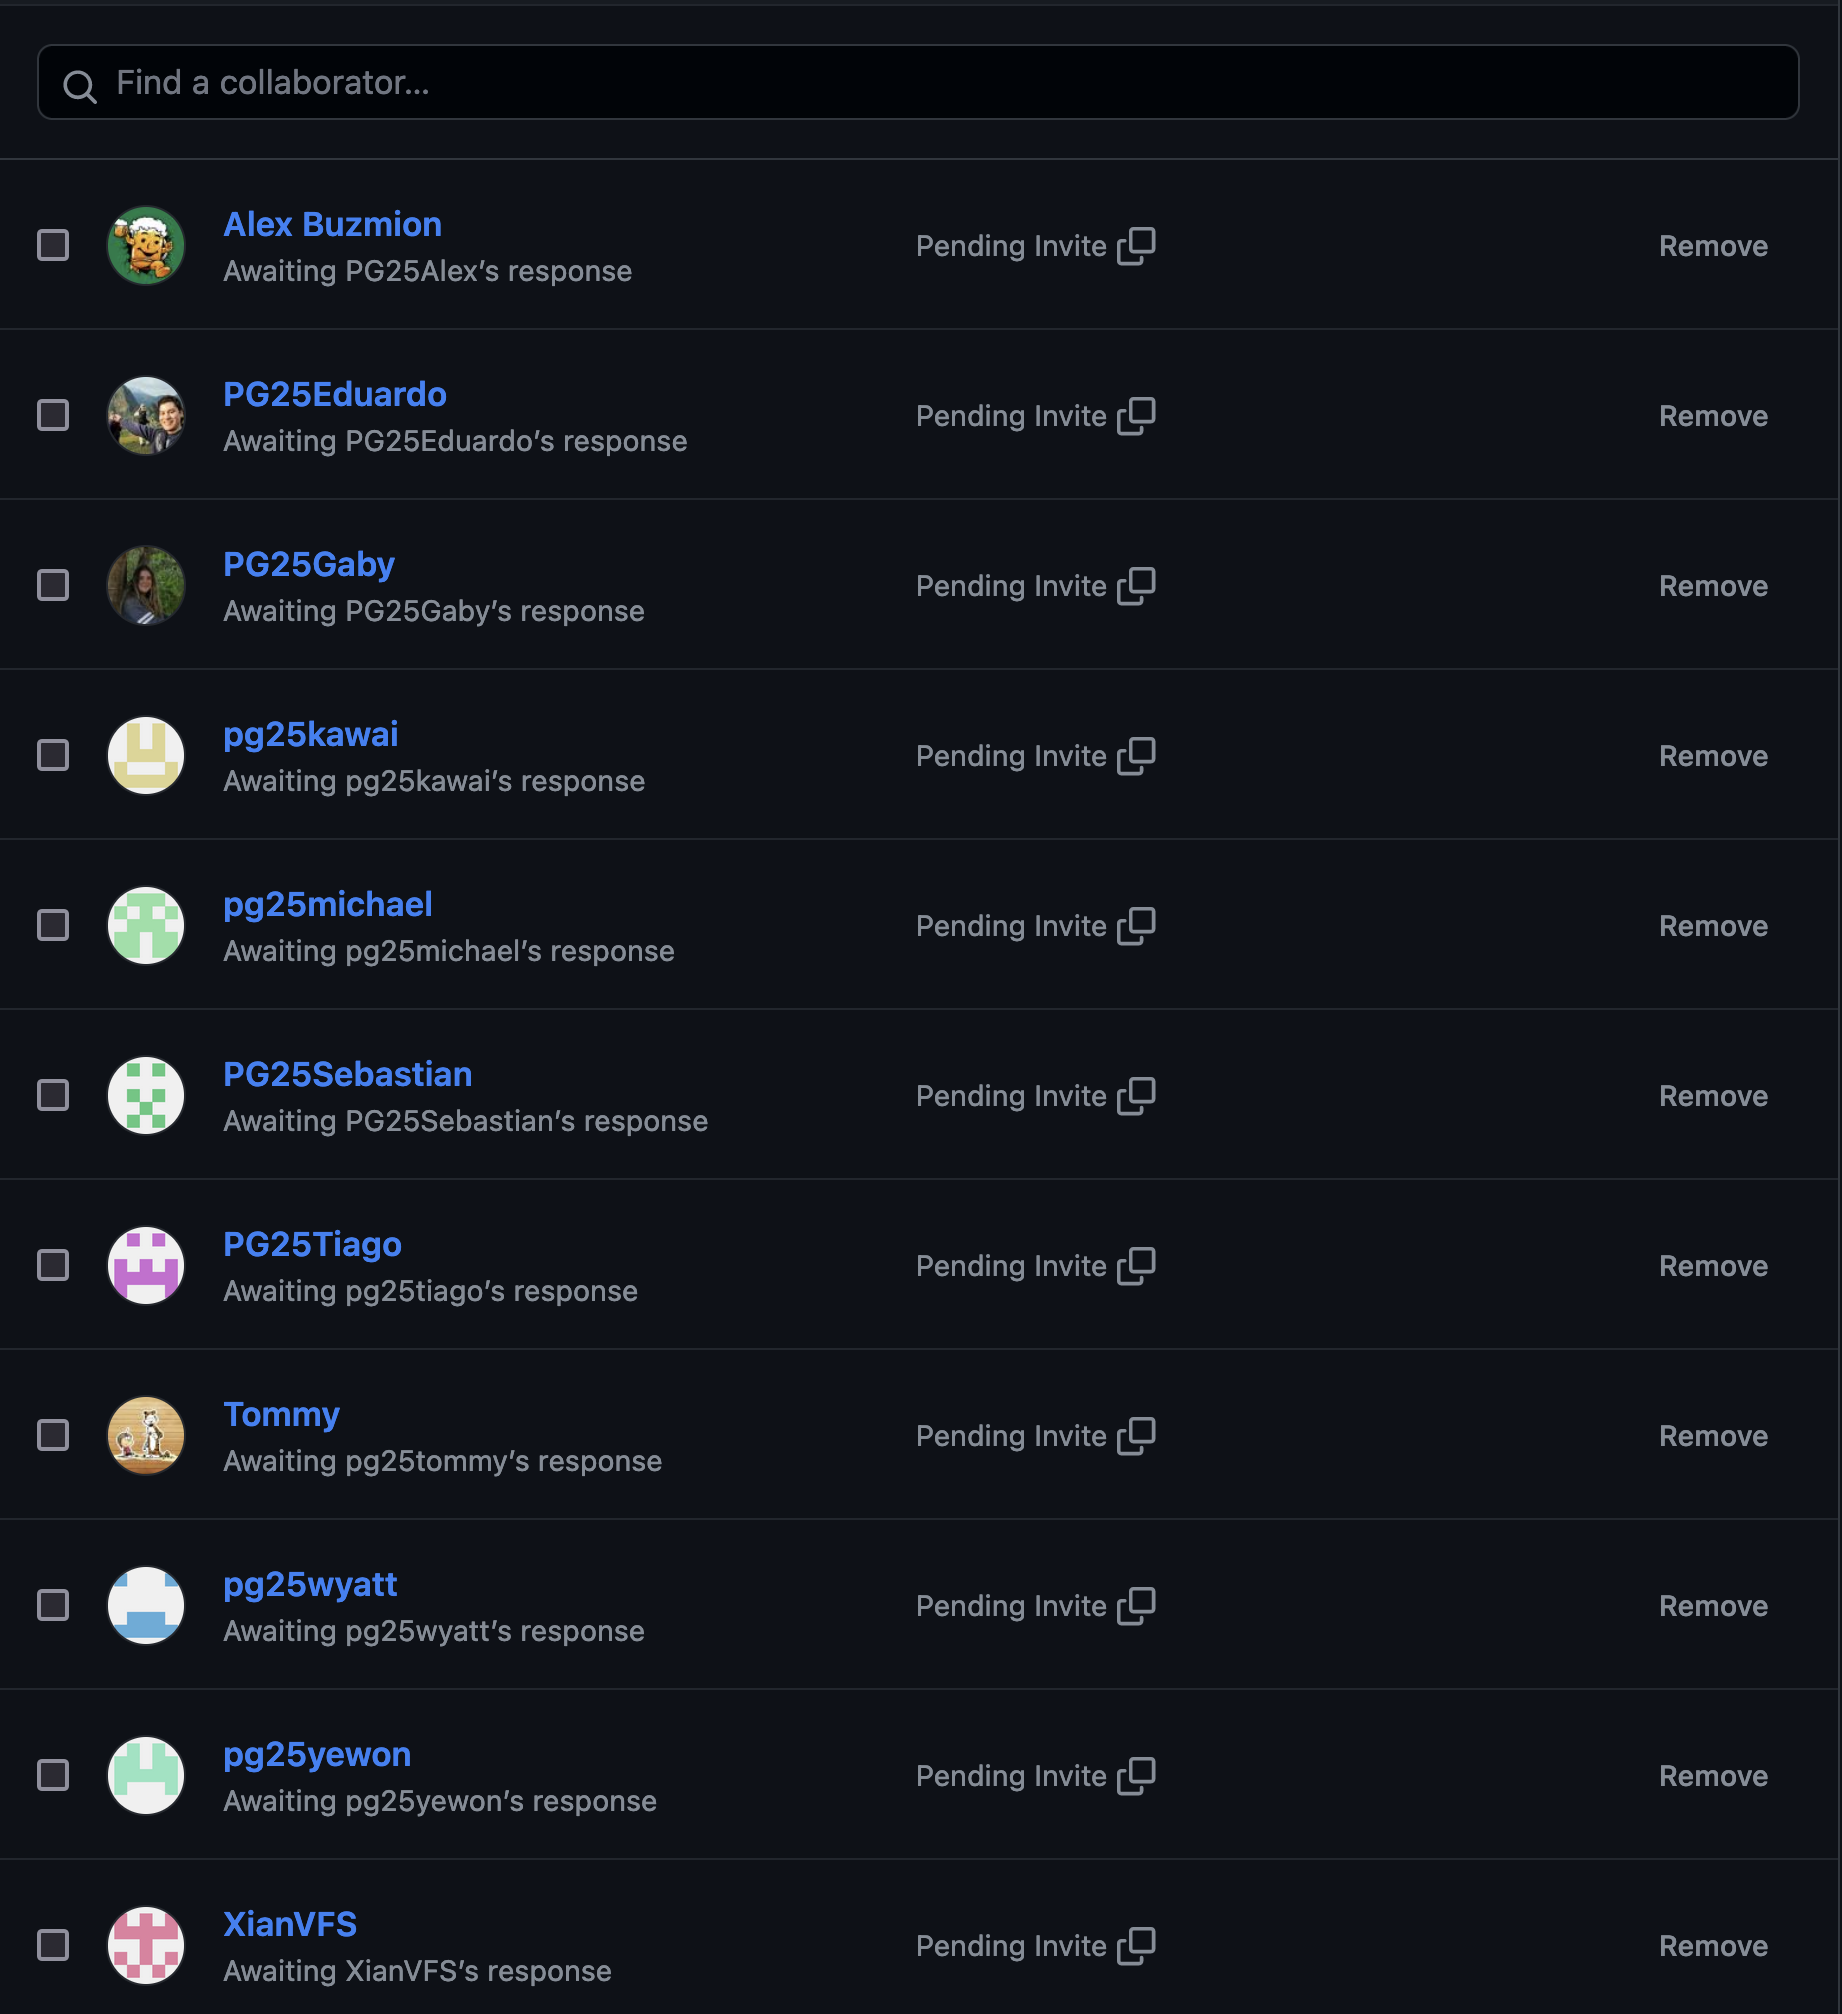 Find a collaborator...
Alex Buzmion
Awaiting PG25Alex’s response
Pending Invite
Remove
PG25Eduardo
Awaiting PG25Eduardo’s response
Pending Invite
Remove
PG25Gaby
Awaiting PG25Gaby’s response
Pending Invite
Remove
pg25kawai
Awaiting pg25kawai’s response
Pending Invite
Remove
pg25michael
Awaiting pg25michael’s response
Pending Invite
Remove
PG25Sebastian
Awaiting PG25Sebastian’s response
Pending Invite
Remove
PG25Tiago
Awaiting pg25tiago’s response
Pending Invite
Remove
Tommy
Awaiting pg25tommy’s response
Pending Invite
Remove
pg25wyatt
Awaiting pg25wyatt’s response
Pending Invite
Remove
pg25yewon
Awaiting pg25yewon’s response
Pending Invite
Remove
XianVFS
Awaiting XianVFS’s response
Pending Invite
Remove